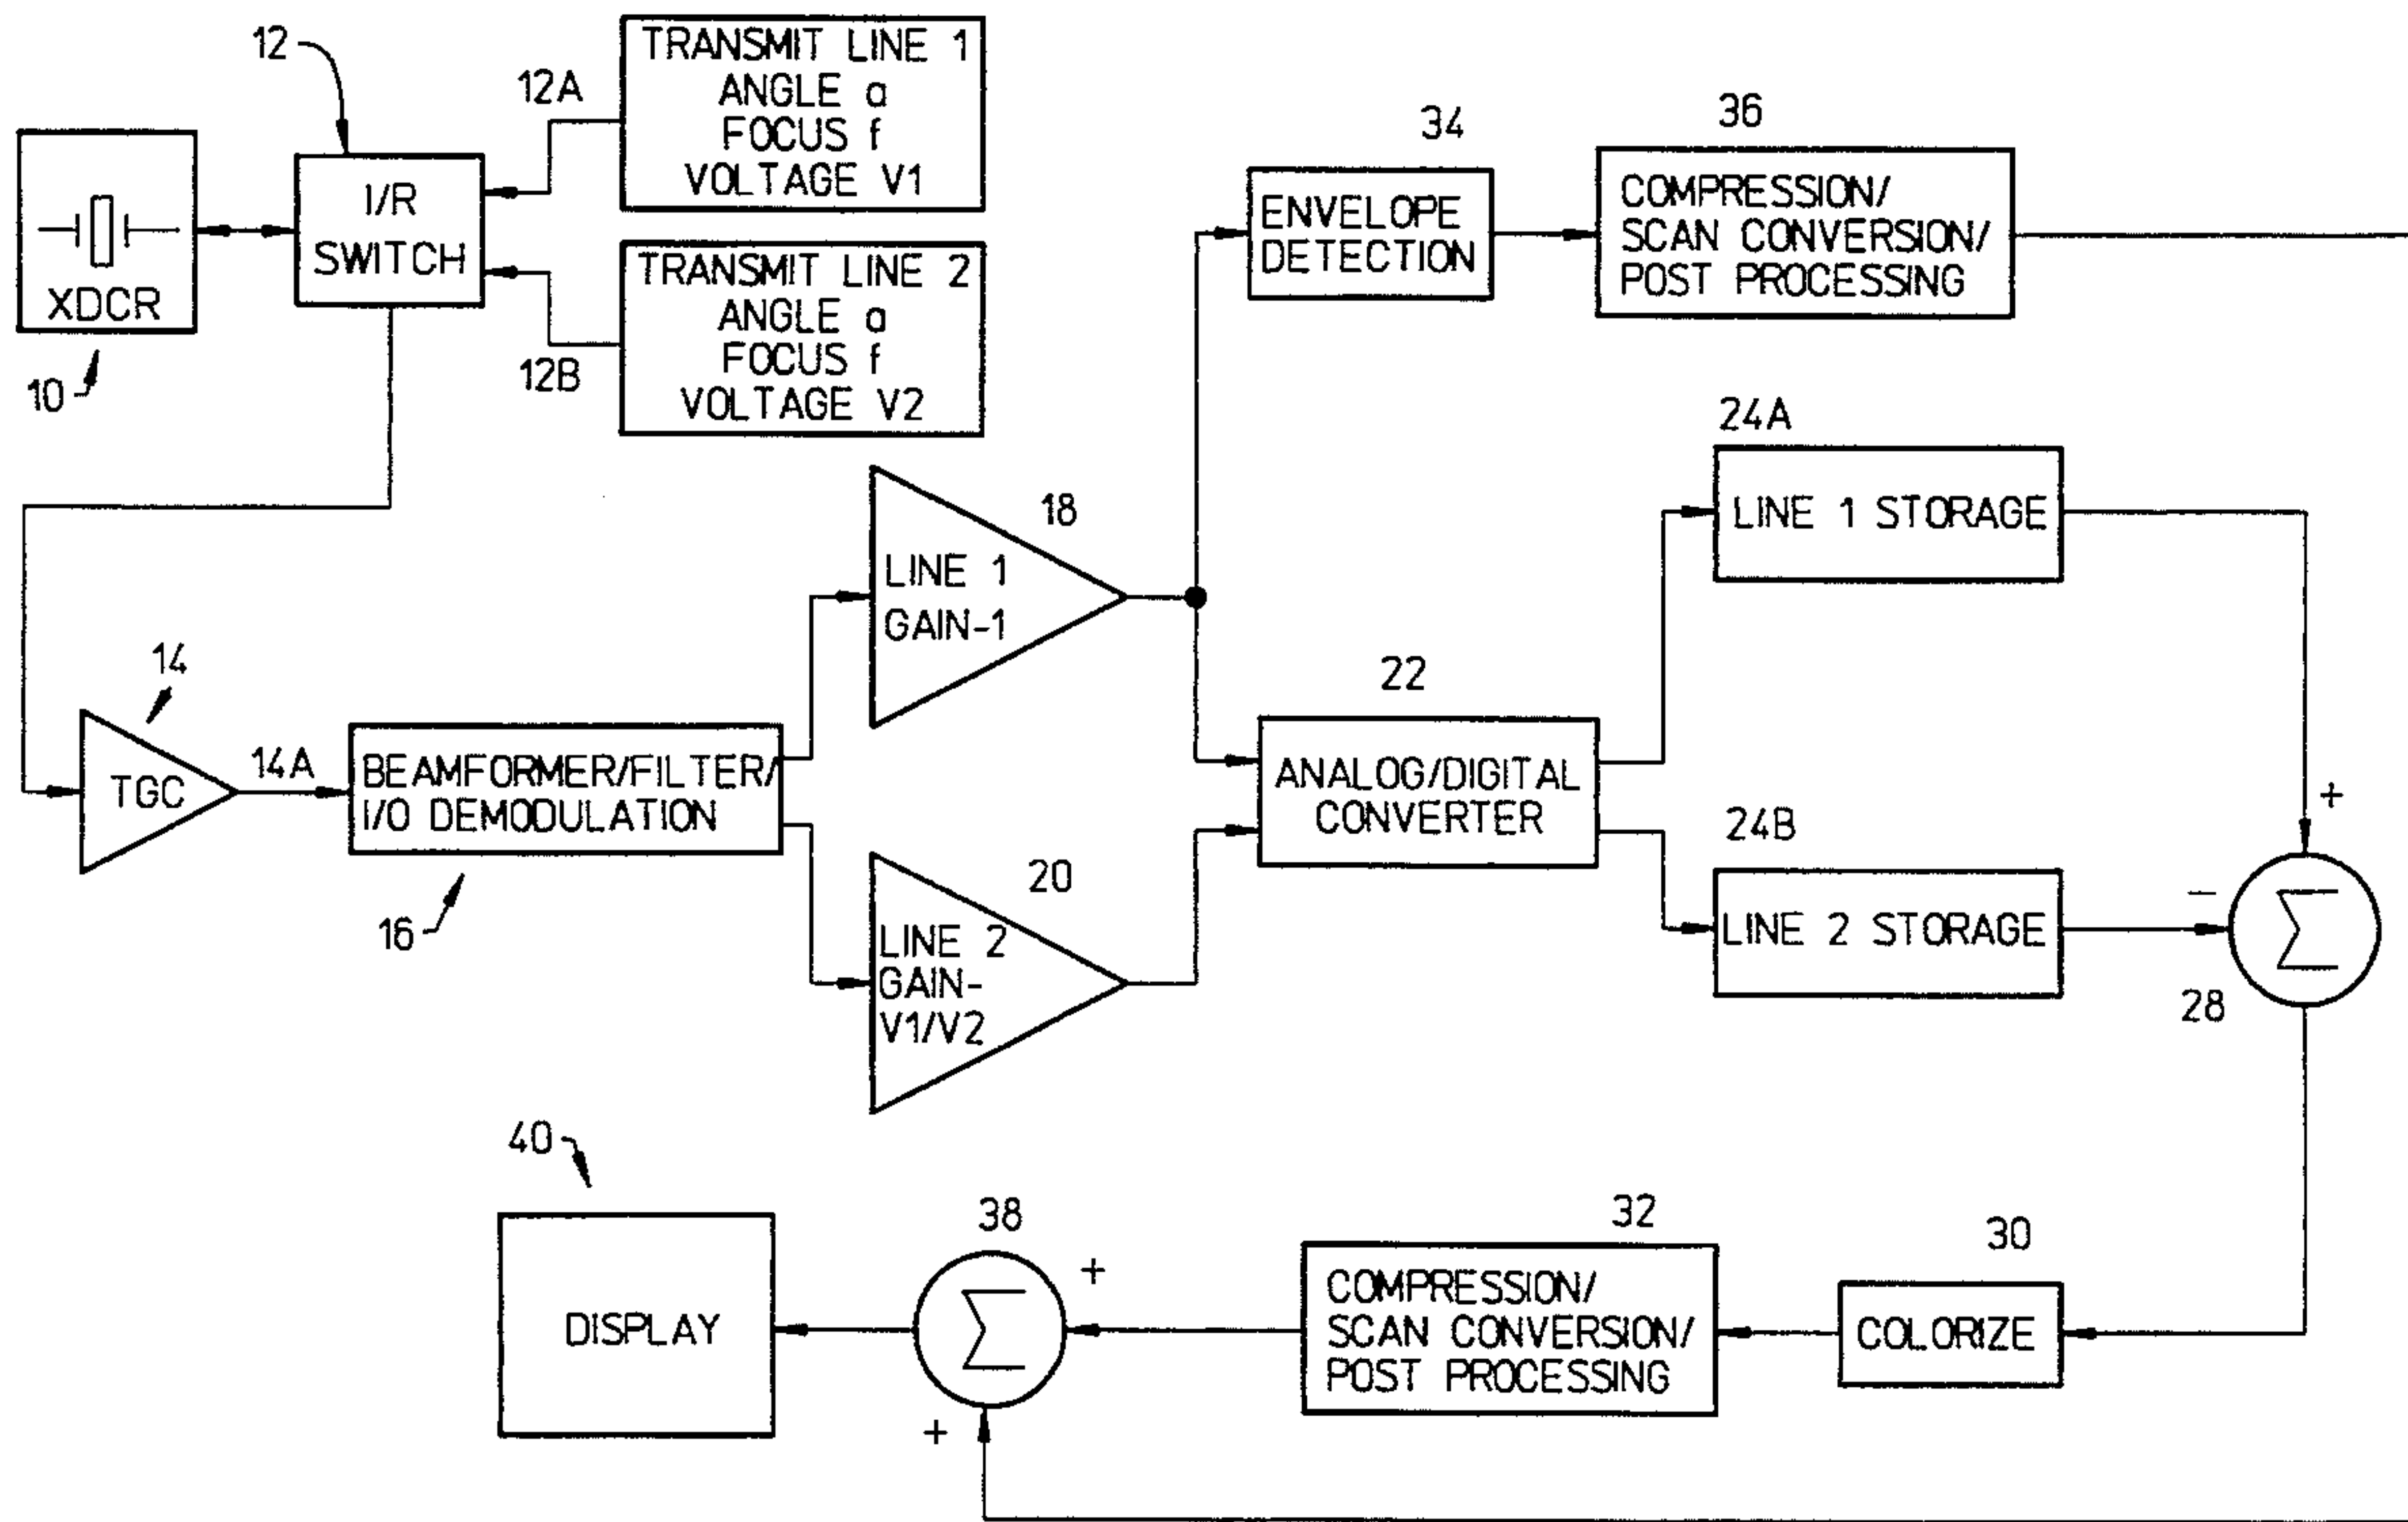 12
12A
TRANSMIT LINE 1
ANGLE a
FOCUS f
VOLTAGE V1
I/R
SWITCH
XDCR
10
12B
TRANSMIT LINE 2
ANGLE a
FOCUS f
VOLTAGE V2
34
ENVELOPE
DETECTION
36
COMPRESSION/
SCAN CONVERSION/
POST PROCESSING
14
TGC
14A
BEAMFORMER/FILTER/
I/O DEMODULATION
16
18
LINE 1
GAIN-1
20
LINE 2
GAIN-
V1/V2
22
ANALOG/DIGITAL
CONVERTER
24A
LINE 1 STORAGE
24B
LINE 2 STORAGE
+
−
Σ
28
40
DISPLAY
38
Σ
+
+
32
COMPRESSION/
SCAN CONVERSION/
POST PROCESSING
30
COLORIZE